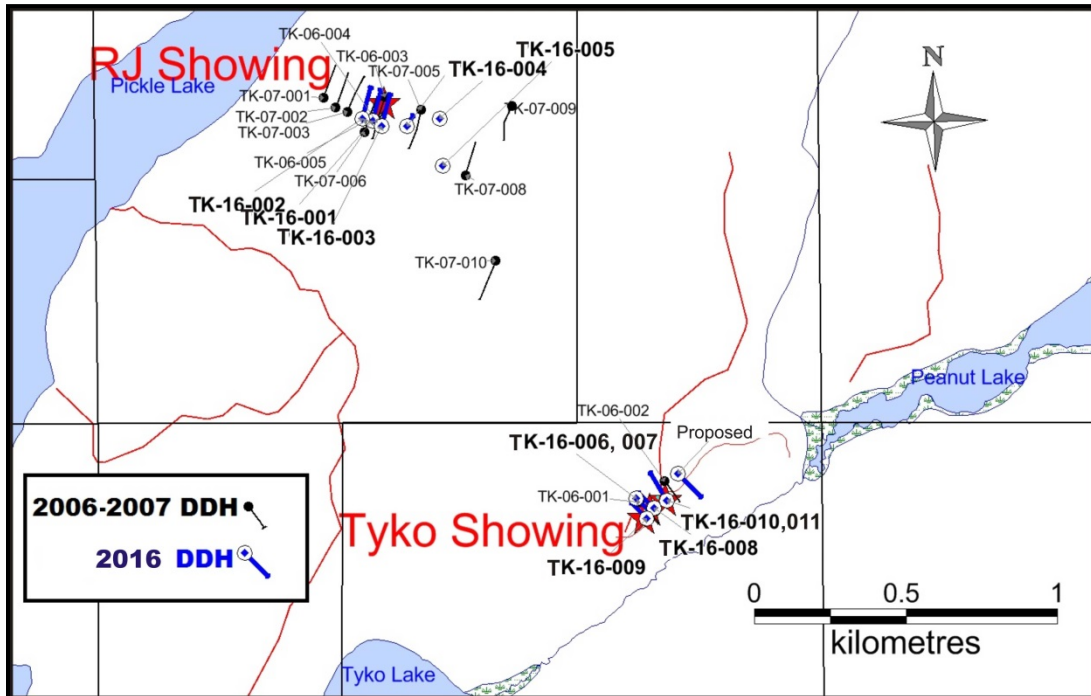 TK-06-004
TK-06-003
TK-16-005
RJ Showing
TK-07-005
TK-16-004
N
Pickle Lake
TK-07-001
TK-07-009
TK-07-002
TK-07-003
TK-06-005
TK-07-006
TK-07-008
TK-16-002
TK-16-001
TK-16-003
TK-07-010
Peanut Lake
TK-06-002
Proposed
TK-16-006, 007
TK-06-001
2006-2007 DDH
TK-16-010,011
Tyko Showing
2016 DDH
TK-16-008
TK-16-009
0
0.5
1
kilometres
Tyko Lake